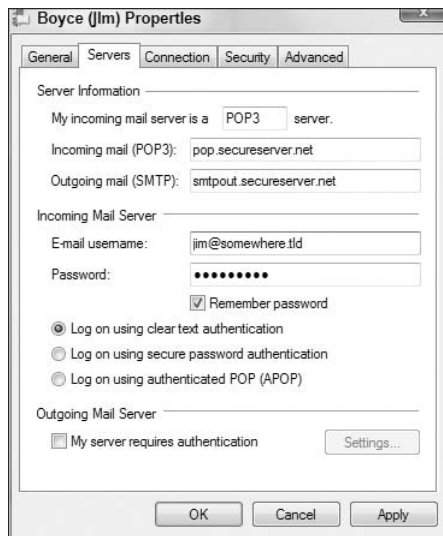 Boyce (JIm) Properties
General Servers Connection Security Advanced
Server Information
My incoming mail server is a POP3 server.
Incoming mail (POP3): pop.secureserver.net
Outgoing mail (SMTP): smtpout.secureserver.net
Incoming Mail Server
E-mail username: jim@somewhere.tld
Password: •••••••••
Remember password
Log on using clear text authentication
Log on using secure password authentication
Log on using authenticated POP (APOP)
Outgoing Mail Server
My server requires authentication Settings...
OK Cancel Apply